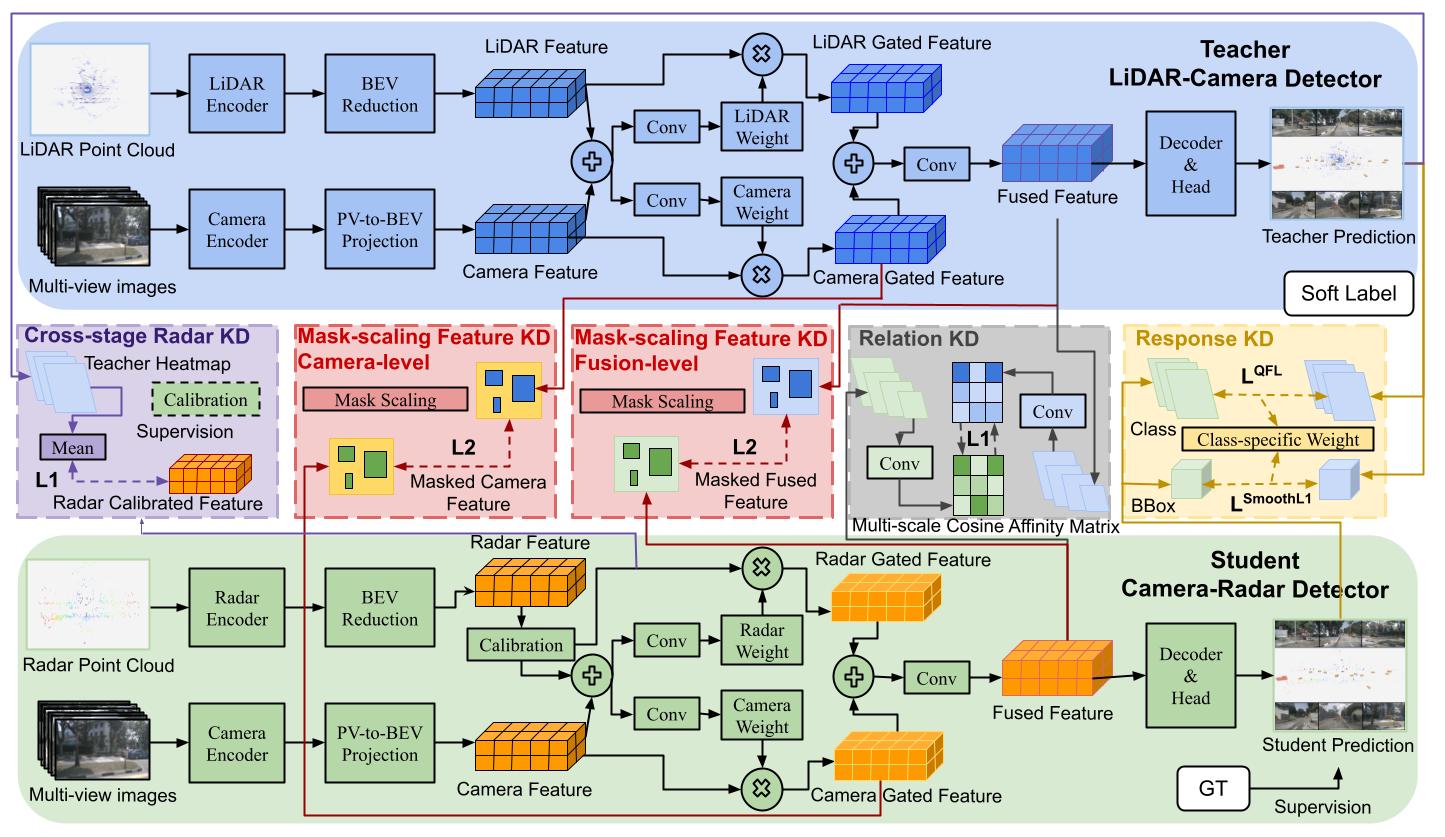 Teacher
LiDAR-Camera Detector
LiDAR Point Cloud
LiDAR
Encoder
BEV
Reduction
LiDAR Feature
Conv
LiDAR
Weight
LiDAR Gated Feature
Multi-view images
Camera
Encoder
PV-to-BEV
Projection
Camera Feature
Conv
Camera
Weight
Camera Gated Feature
Conv
Fused Feature
Decoder
&
Head
Teacher Prediction
Soft Label
Cross-stage Radar KD
Teacher Heatmap
Calibration
Supervision
Mean
L1
Radar Calibrated Feature
Mask-scaling Feature KD
Camera-level
Mask Scaling
L2
Masked Camera
Feature
Mask-scaling Feature KD
Fusion-level
Mask Scaling
L2
Masked Fused
Feature
Relation KD
Conv
Conv
L1
Multi-scale Cosine Affinity Matrix
Response KD
LQFL
Class
Class-specific Weight
BBox
LSmoothL1
Student
Camera-Radar Detector
Radar Point Cloud
Radar
Encoder
BEV
Reduction
Radar Feature
Calibration
Conv
Radar
Weight
Radar Gated Feature
Multi-view images
Camera
Encoder
PV-to-BEV
Projection
Camera Feature
Conv
Camera
Weight
Camera Gated Feature
Conv
Fused Feature
Decoder
&
Head
Student Prediction
GT
Supervision